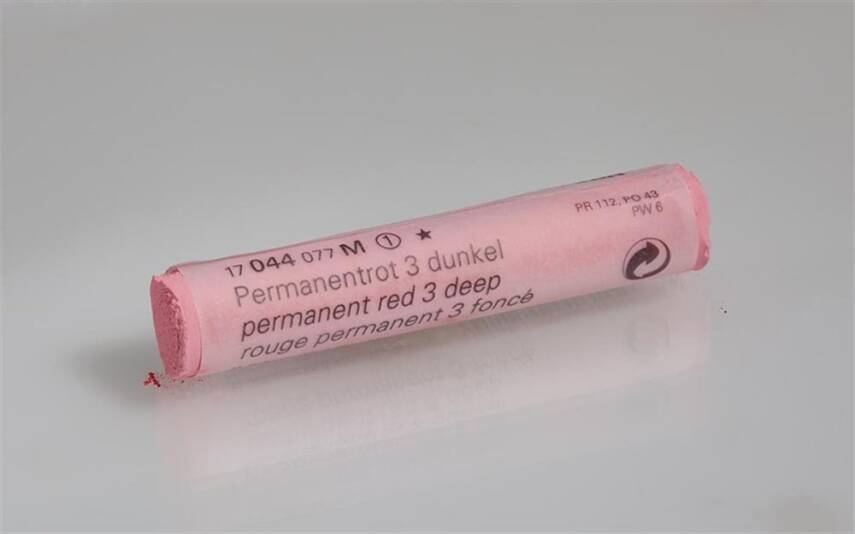 17 044 077 M ① ★
Permanentrot 3 dunkel
permanent red 3 deep
rouge permanent 3 foncé
PR 112, PO 43
PW 6